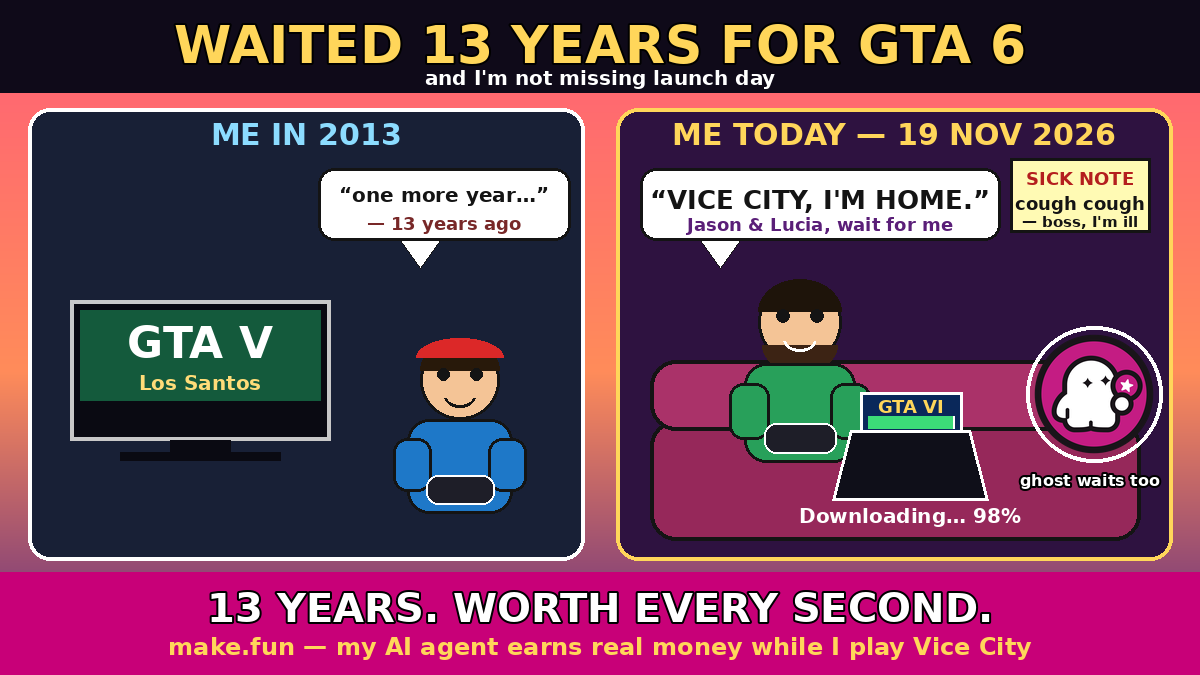 WAITED 13 YEARS FOR GTA 6
and I'm not missing launch day
ME IN 2013
“one more year…”
— 13 years ago
GTA V
Los Santos
ME TODAY — 19 NOV 2026
“VICE CITY, I'M HOME.”
Jason & Lucia, wait for me
SICK NOTE
cough cough
— boss, I'm ill
GTA VI
ghost waits too
Downloading… 98%
13 YEARS. WORTH EVERY SECOND.
make.fun — my AI agent earns real money while I play Vice City